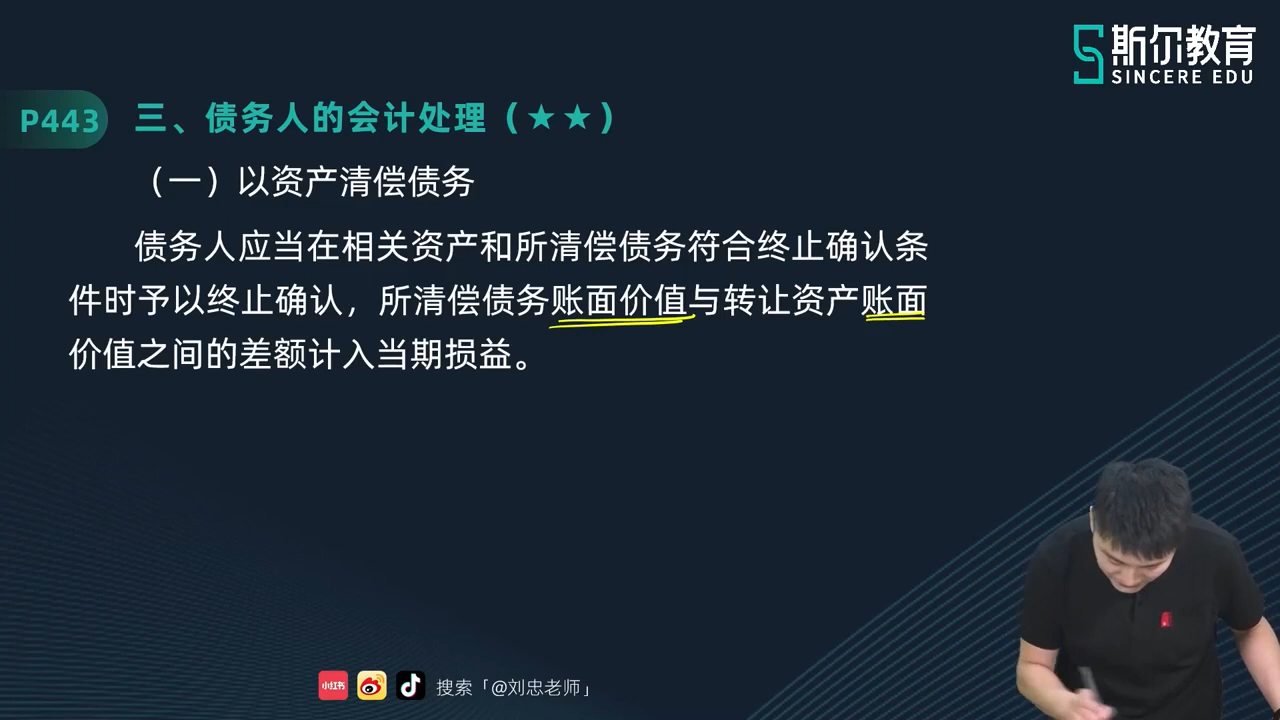 斯尔教育
SINCERE EDU
P443
三、债务人的会计处理（★★）
（一）以资产清偿债务
债务人应当在相关资产和所清偿债务符合终止确认条
件时予以终止确认，所清偿债务账面价值与转让资产账面
价值之间的差额计入当期损益。
小红书
搜索「@刘忠老师」